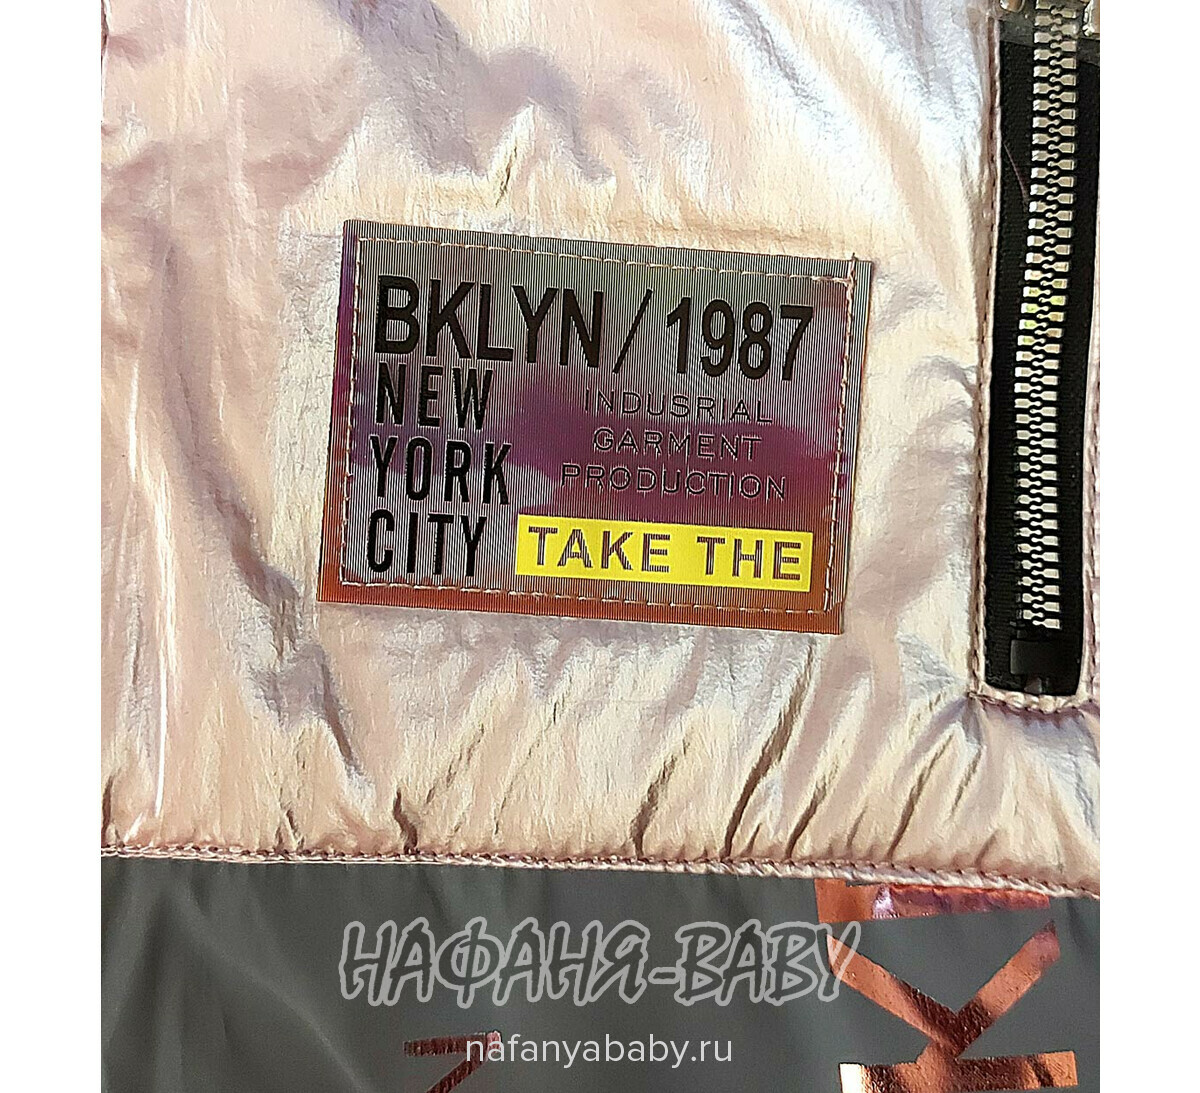 BKLYN / 1987
NEW
YORK
CITY
INDUSRIAL
GARMENT
PRODUCTION
TAKE THE
НАФАНЯ-BABY
nafanyababy.ru